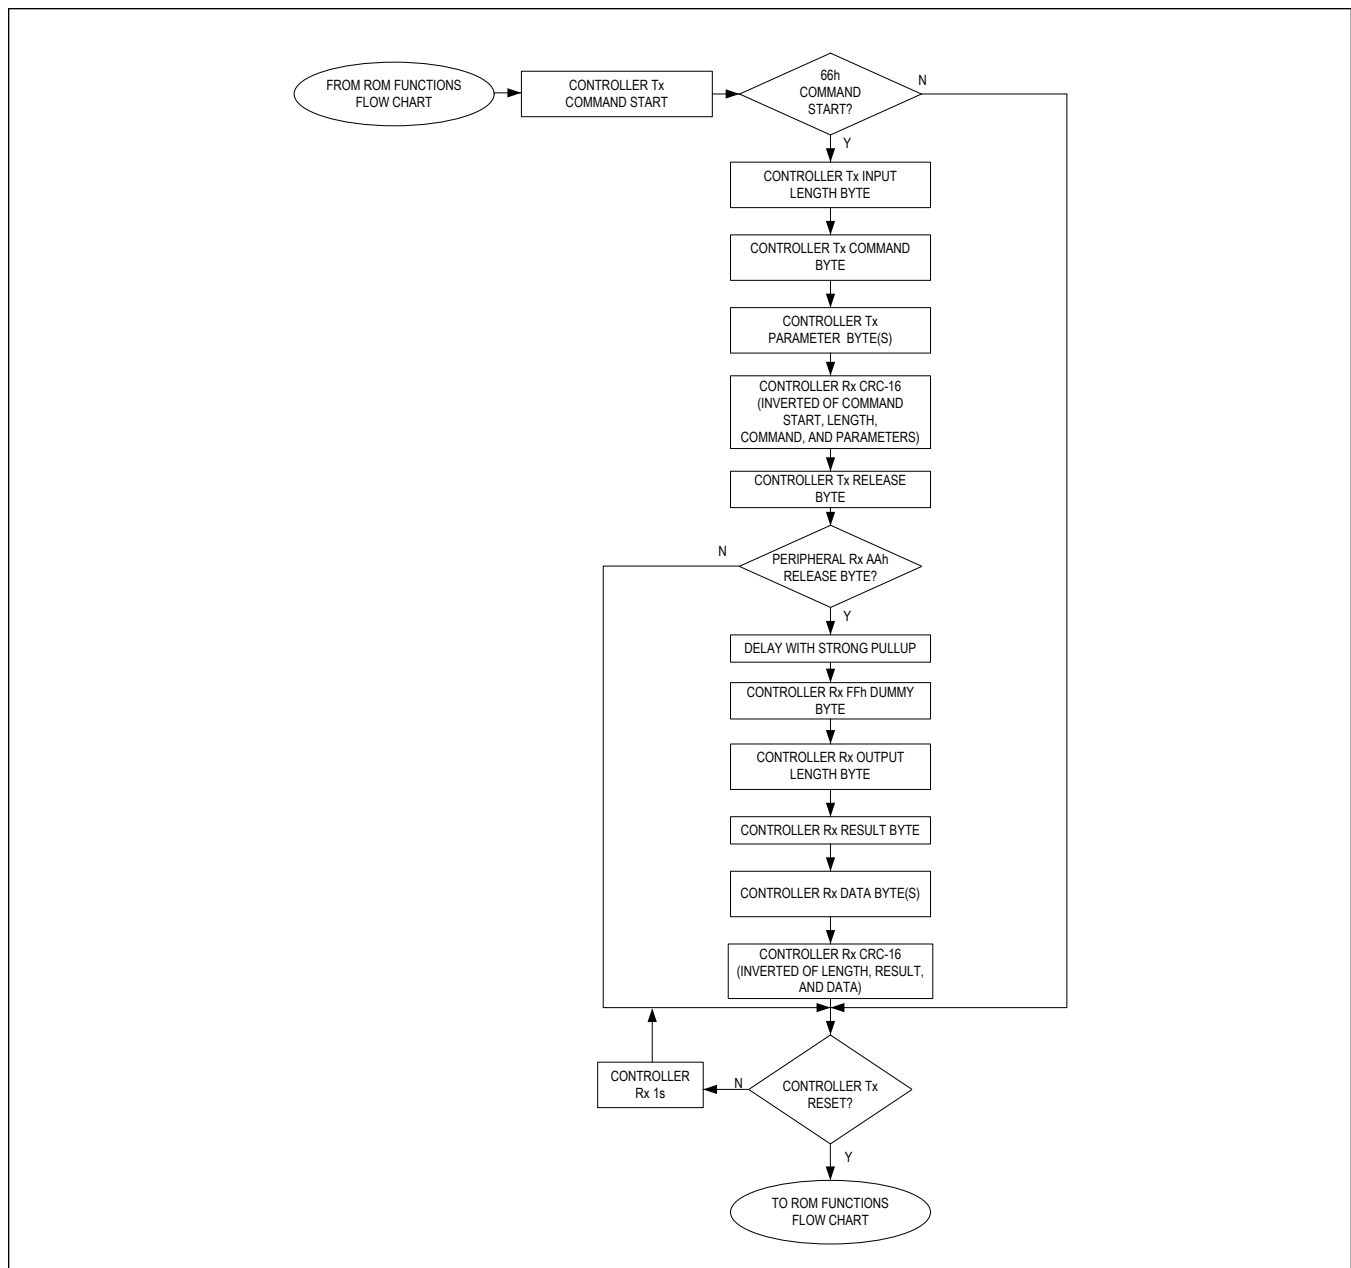 FROM ROM FUNCTIONS
FLOW CHART
CONTROLLER Tx
COMMAND START
66h
COMMAND
START?
N
Y
CONTROLLER Tx INPUT
LENGTH BYTE
CONTROLLER Tx COMMAND
BYTE
CONTROLLER Tx
PARAMETER BYTE(S)
CONTROLLER Rx CRC-16
(INVERTED OF COMMAND
START, LENGTH,
COMMAND, AND PARAMETERS)
CONTROLLER Tx RELEASE
BYTE
N
PERIPHERAL Rx AAh
RELEASE BYTE?
Y
DELAY WITH STRONG PULLUP
CONTROLLER Rx FFh DUMMY
BYTE
CONTROLLER Rx OUTPUT
LENGTH BYTE
CONTROLLER Rx RESULT BYTE
CONTROLLER Rx DATA BYTE(S)
CONTROLLER Rx CRC-16
(INVERTED OF LENGTH, RESULT,
AND DATA)
CONTROLLER
Rx 1s
N
CONTROLLER Tx
RESET?
Y
TO ROM FUNCTIONS
FLOW CHART